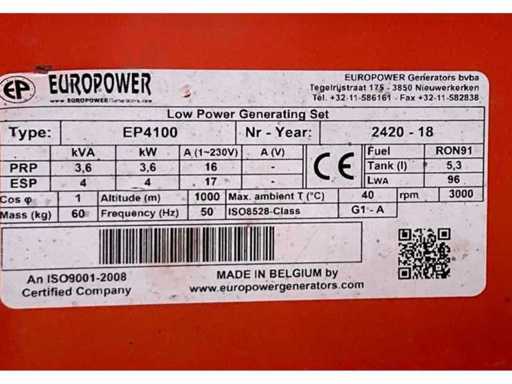 EP EUROPOWER
www.EUROPOWERGenerators.com
EUROPOWER Generators bvba
Tegelrijstraat 175 - 3850 Nieuwerkerken
Tél. +32-11-586161 - Fax +32-11-582838
Low Power Generating Set
Type: EP4100 Nr - Year: 2420 - 18
kVA kW A (1~230V) A (V) Fuel RON91
PRP 3,6 3,6 16 Tank (l) 5,3
ESP 4 4 17 CE LWA 96
Cos φ 1 Altitude (m) 1000 Max. ambient T (°C) 40 rpm 3000
Mass (kg) 60 Frequency (Hz) 50 ISO8528-Class G1 - A
An ISO9001-2008
Certified Company
MADE IN BELGIUM by
www.europowergenerators.com